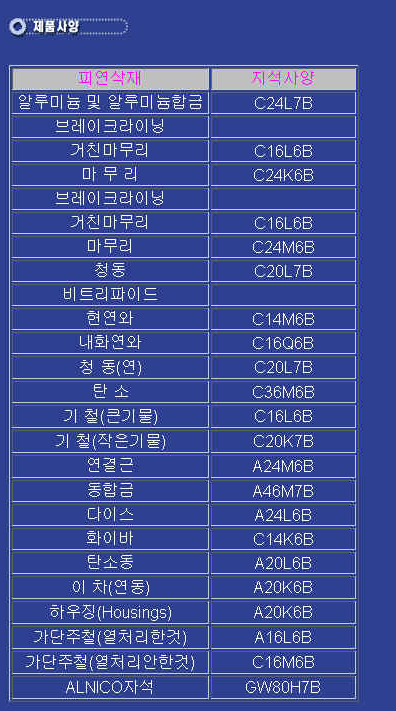 제품사양
피연삭재 지석사양
알루미늄 및 알루미늄합금 C24L7B
브레이크라이닝
거친마무리 C16L6B
마 무 리 C24K6B
브레이크라이닝
거친마무리 C16L6B
마무리 C24M6B
청동 C20L7B
비트리파이드
현연와 C14M6B
내화연와 C16Q6B
청 동(연) C20L7B
탄 소 C36M6B
기 철(큰기물) C16L6B
기 철(작은기물) C20K7B
연결근 A24M6B
동합금 A46M7B
다이스 A24L6B
화이바 C14K6B
탄소동 A20L6B
이 차(연동) A20K6B
하우징(Housings) A20K6B
가단주철(열처리한것) A16L6B
가단주철(열처리안한것) C16M6B
ALNICO자석 GW80H7B